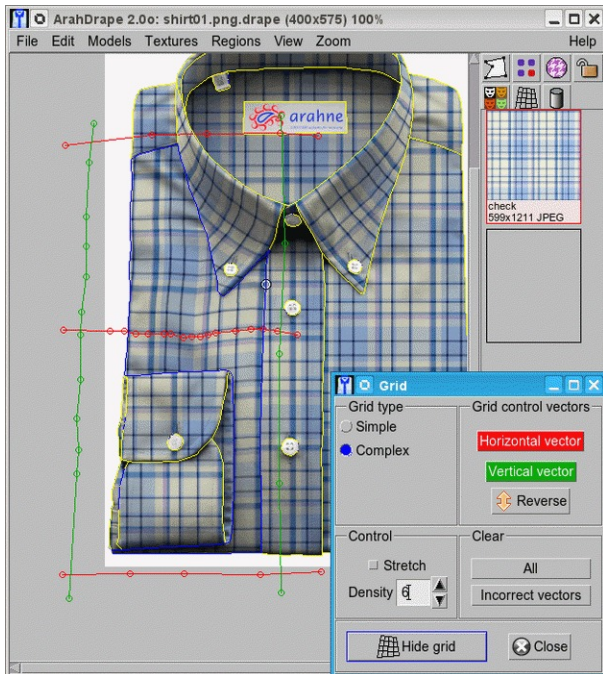 ArahDrape 2.0o: shirt01.png.drape (400x575) 100%
File Edit Models Textures Regions View Zoom Help
arahne
check
599x1211 JPEG
Grid
Grid type
Simple
Complex
Grid control vectors
Horizontal vector
Vertical vector
Reverse
Control
Stretch
Density 6
Clear
All
Incorrect vectors
Hide grid
Close